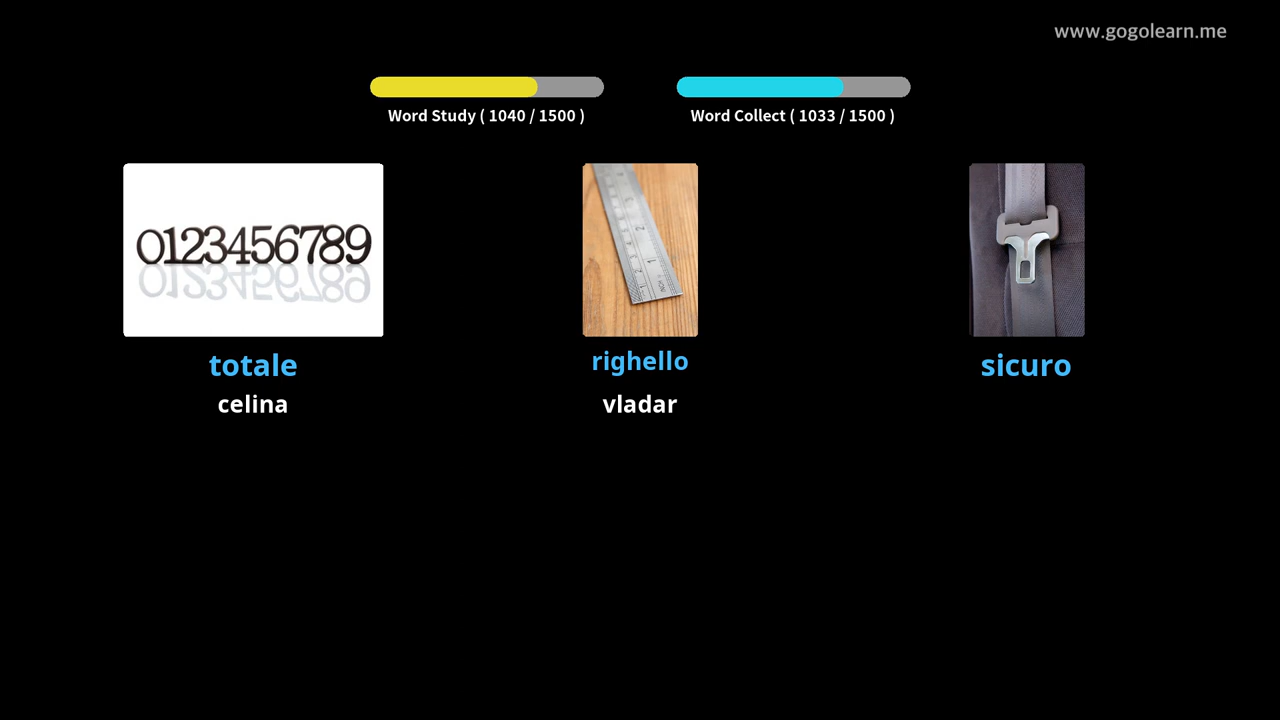 www.gogolearn.me
Word Study ( 1040 / 1500 )
Word Collect ( 1033 / 1500 )
0123456789
totale
righello
sicuro
celina
vladar